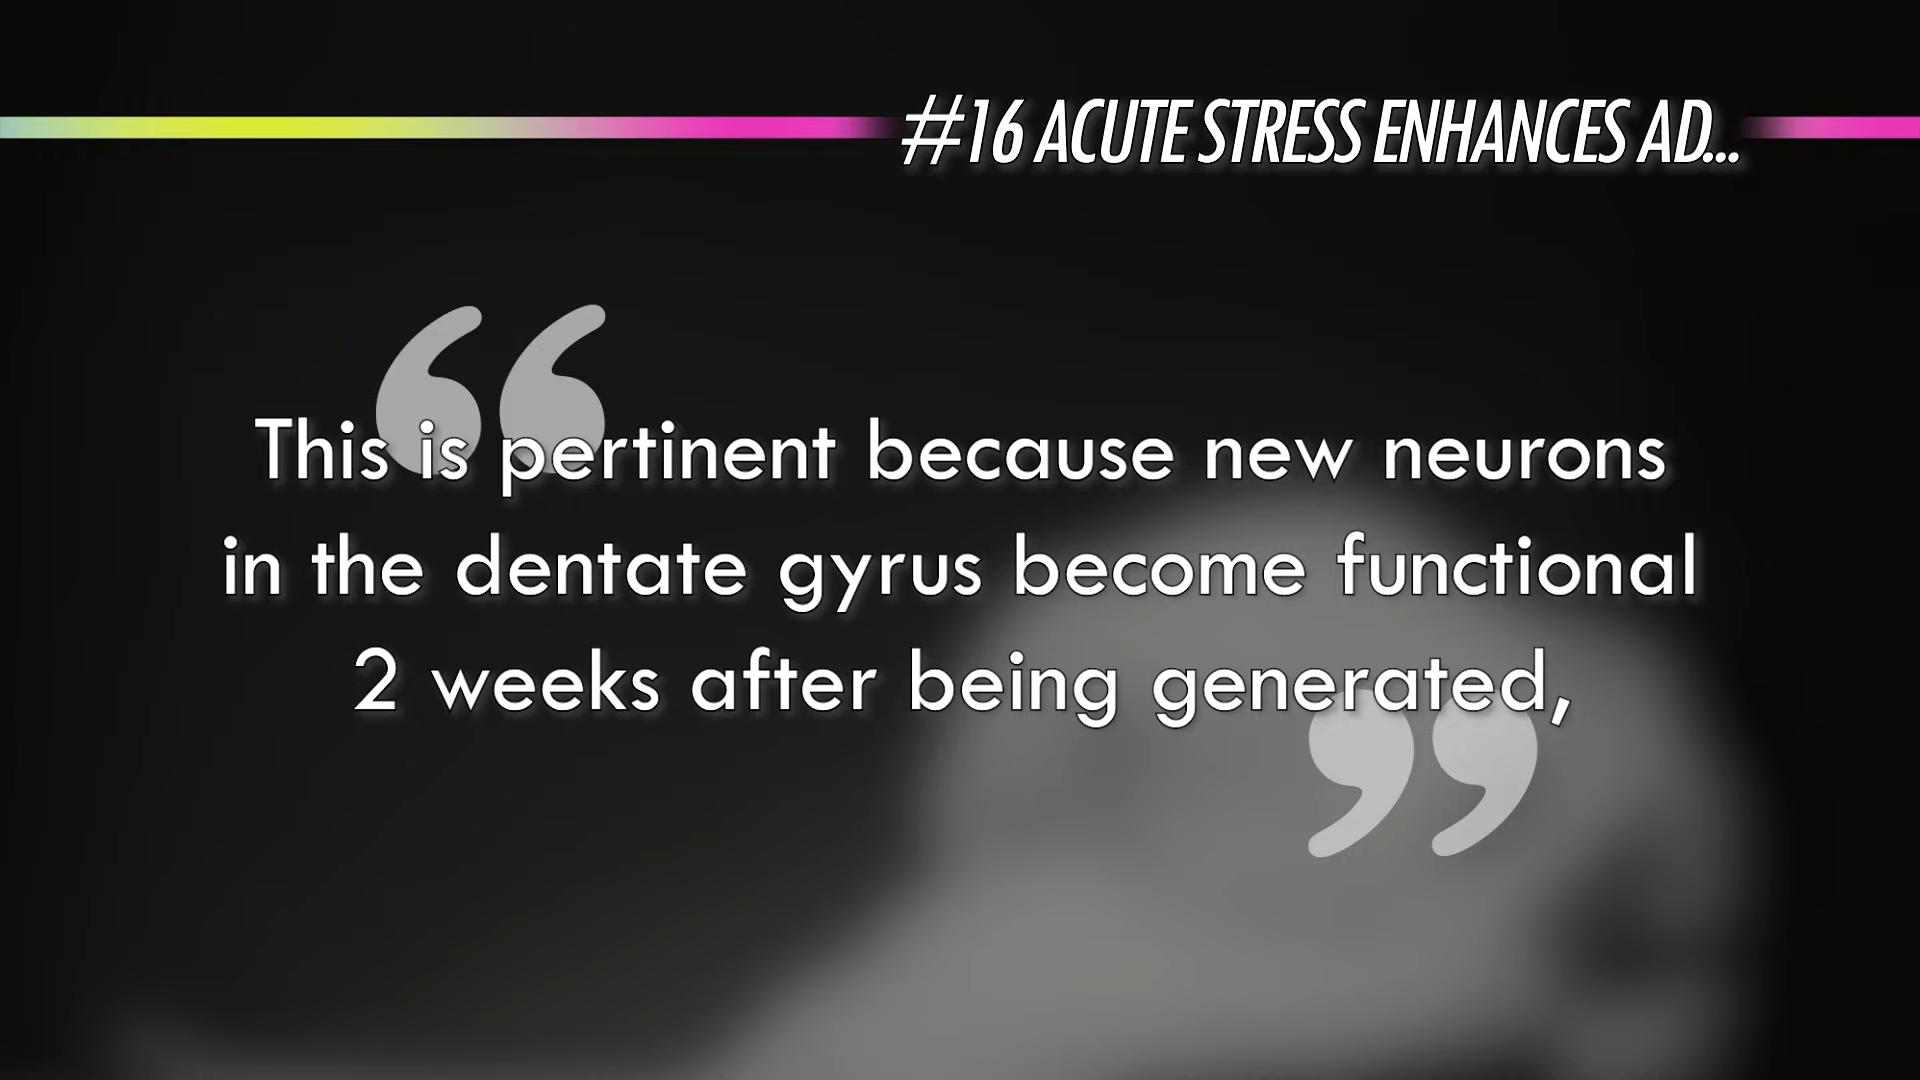 #16 ACUTE STRESS ENHANCES AD...
“
This is pertinent because new neurons
in the dentate gyrus become functional
2 weeks after being generated,
”